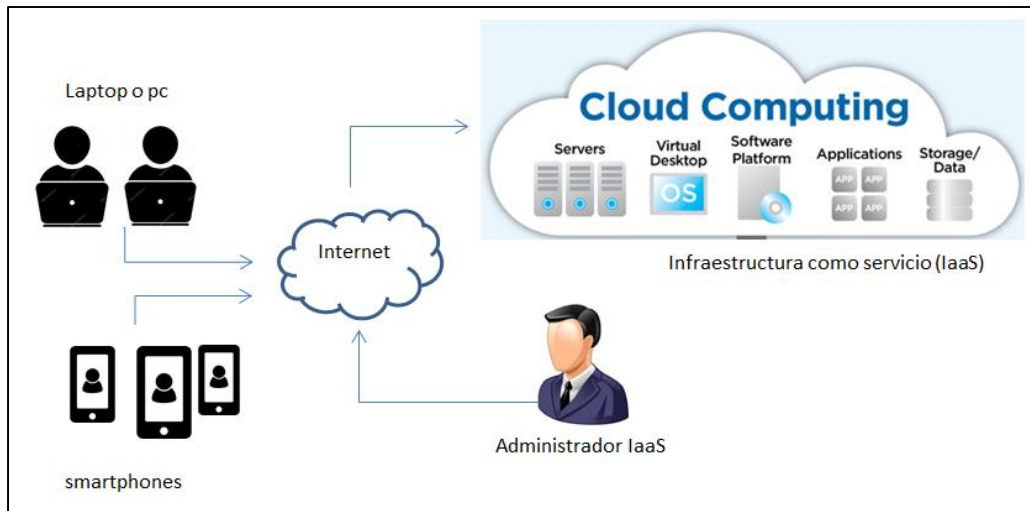 Laptop o pc
Cloud Computing
Servers
Virtual
Desktop
Software
Platform
Applications
Storage/
Data
OS
APP APP
APP APP
Internet
Infraestructura como servicio (IaaS)
Administrador IaaS
smartphones